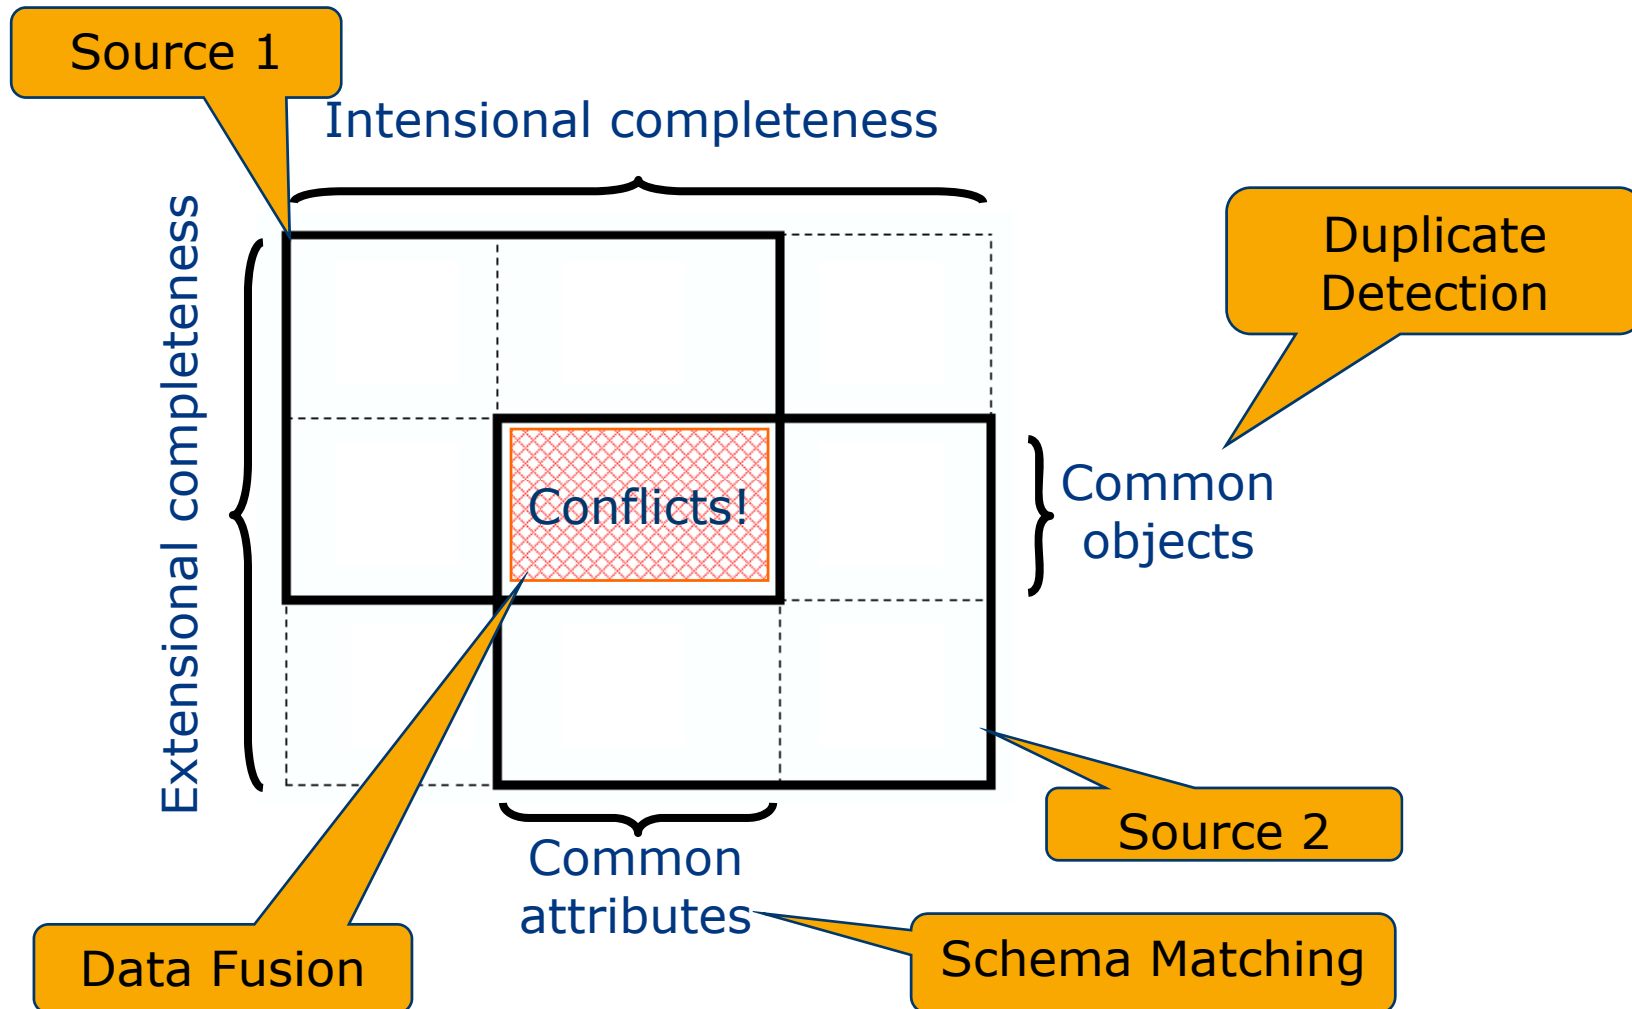 Source 1
Intensional completeness
Extensional completeness
Duplicate
Detection
Conflicts!
Common
objects
Source 2
Common
attributes
Schema Matching
Data Fusion